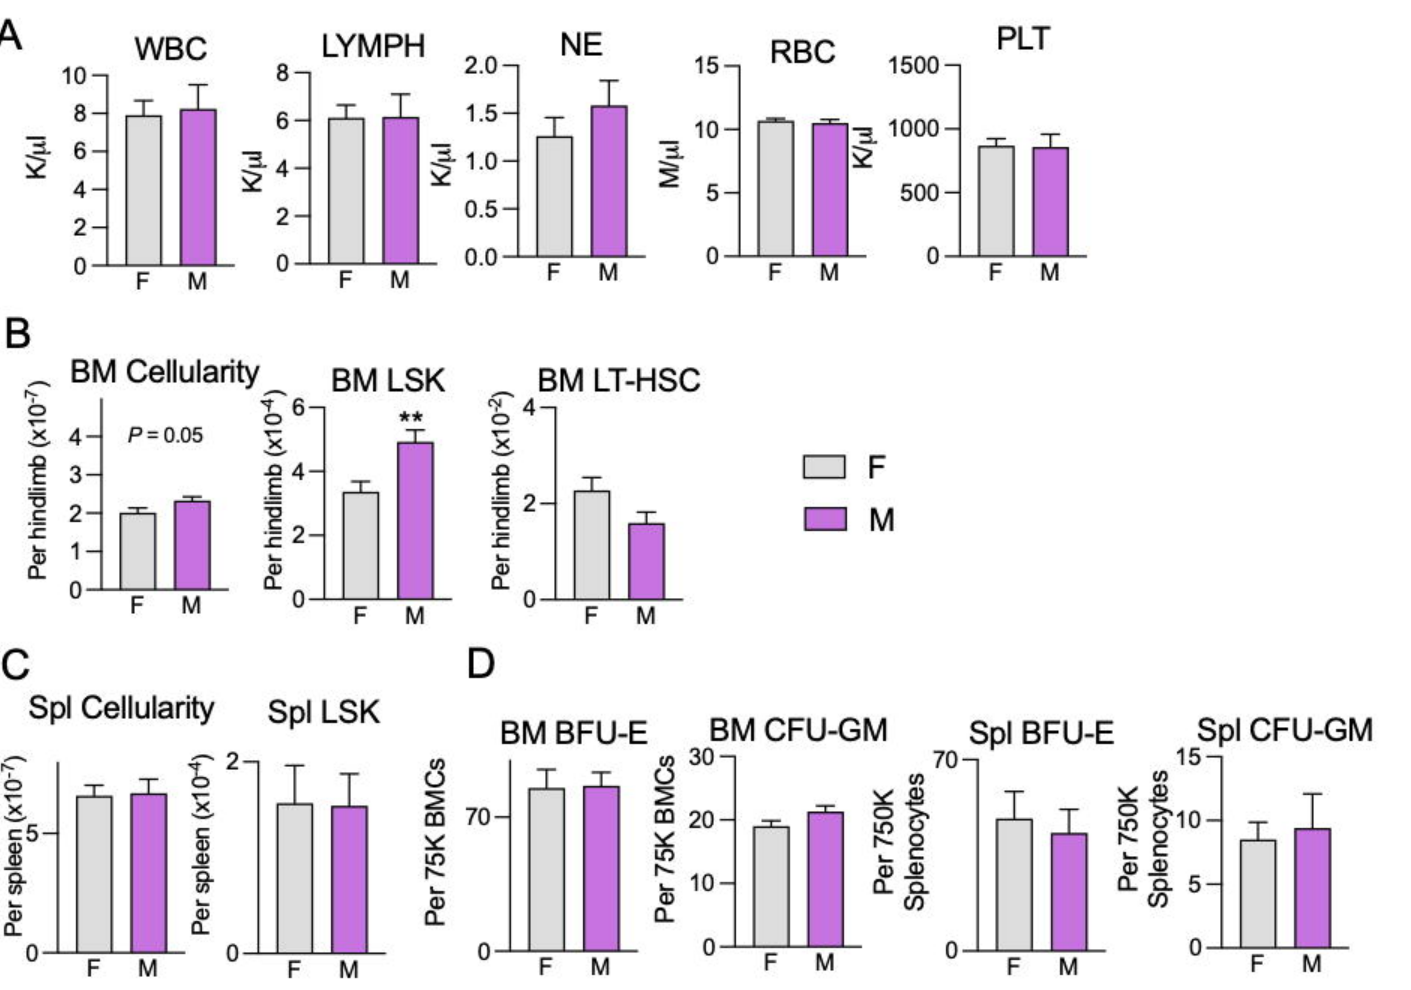 A
WBC
LYMPH
NE
RBC
PLT
K/µl
10
8
6
4
2
0
F
M
K/µl
8
6
4
2
0
F
M
K/µl
2.0
1.5
1.0
0.5
0.0
F
M
M/µl
15
10
5
0
F
M
K/µl
1500
1000
500
0
F
M
B
BM Cellularity
Per hindlimb (x10-7)
4
3
2
1
0
P = 0.05
F
M
BM LSK
Per hindlimb (x10-4)
6
4
2
0
**
F
M
BM LT-HSC
Per hindlimb (x10-2)
4
2
0
F
M
F
M
C
Spl Cellularity
Per spleen (x10-7)
5
0
F
M
Spl LSK
Per spleen (x10-4)
2
0
F
M
D
BM BFU-E
Per 75K BMCs
70
0
F
M
BM CFU-GM
Per 75K BMCs
30
20
10
0
F
M
Spl BFU-E
Per 750K
Splenocytes
70
0
F
M
Spl CFU-GM
Per 750K
Splenocytes
15
10
5
0
F
M